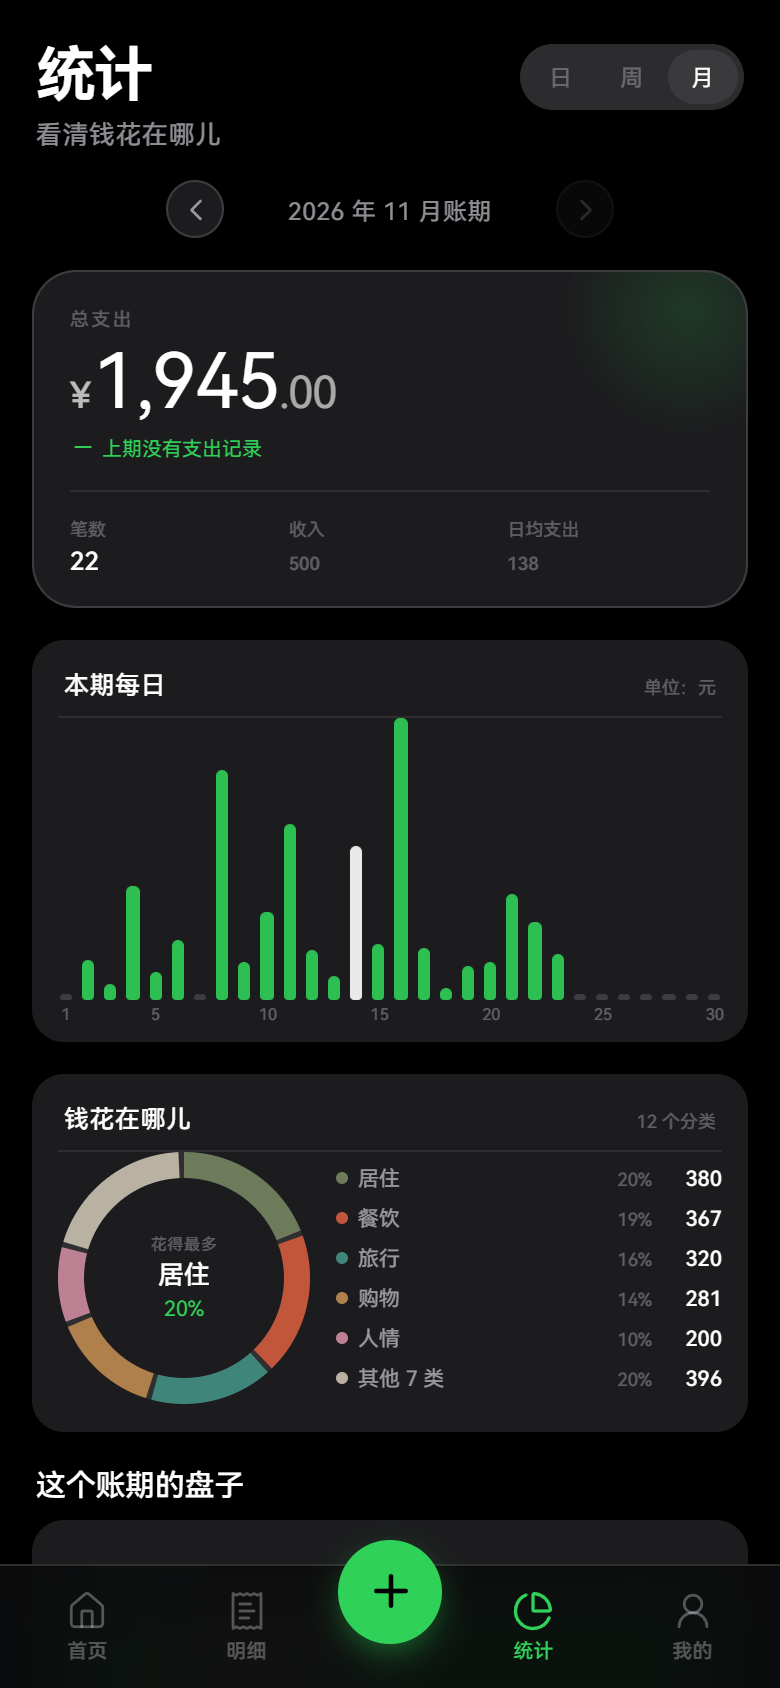 统计
日 周 月
看清钱花在哪儿
2026 年 11 月账期
总支出
¥1,945.00
一 上期没有支出记录
笔数 收入 日均支出
22 500 138
本期每日 单位：元
1 5 10 15 20 25 30
钱花在哪儿 12 个分类
花得最多
居住
20%
居住 20% 380
餐饮 19% 367
旅行 16% 320
购物 14% 281
人情 10% 200
其他 7 类 20% 396
这个账期的盘子
首页 明细 统计 我的